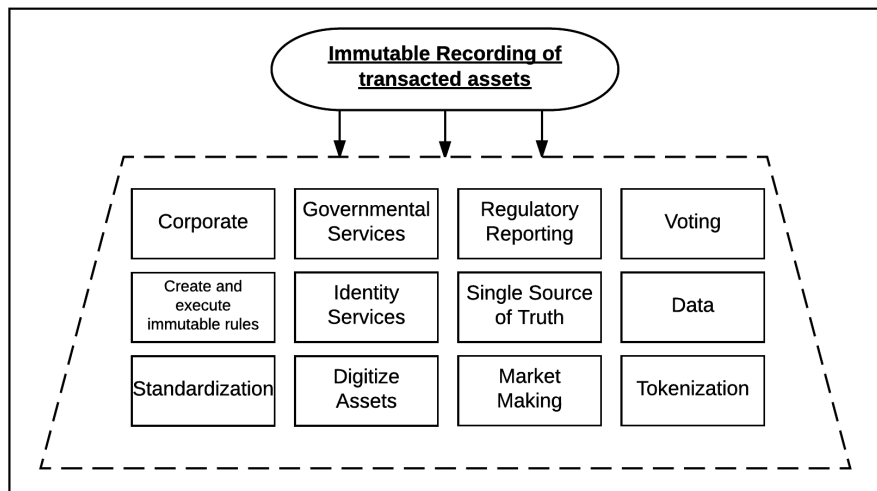 Immutable Recording of
transacted assets
Corporate
Governmental
Services
Regulatory
Reporting
Voting
Create and
execute
immutable rules
Identity
Services
Single Source
of Truth
Data
Standardization
Digitize
Assets
Market
Making
Tokenization